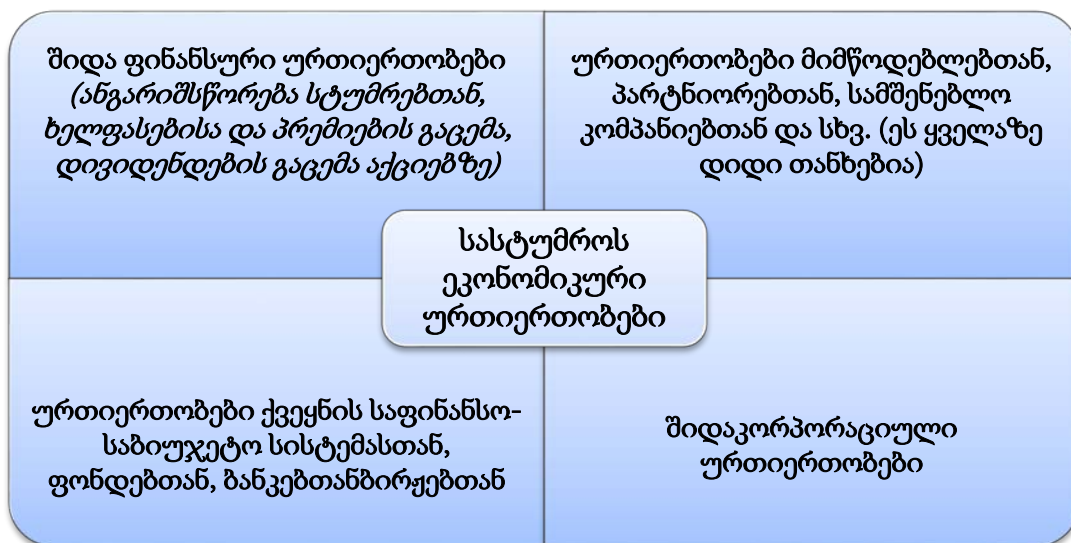 შიდა ფინანსური ურთიერთობები
(ანგარიშსწორება სტუმრებთან,
ხელფასებისა და პრემიების გაცემა,
დივიდენდების გაცემა აქციებზე)
ურთიერთობები მიმწოდებლებთან,
პარტნიორებთან, სამშენებლო
კომპანიებთან და სხვ. (ეს ყველაზე
დიდი თანხებია)
სასტუმროს
ეკონომიკური
ურთიერთობები
ურთიერთობები ქვეყნის საფინანსო-
საბიუჯეტო სისტემასთან,
ფონდებთან, ბანკებთანბირჟებთან
შიდაკორპორაციული
ურთიერთობები